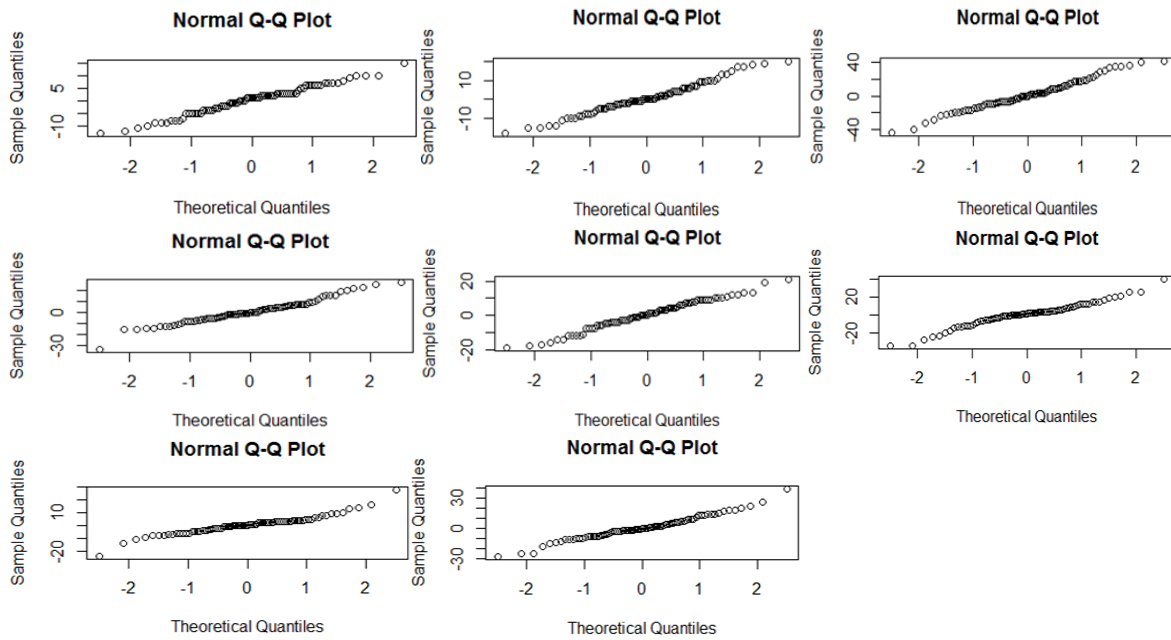 Normal Q-Q Plot
Sample Quantiles
5
-10
-2 -1 0 1 2
Theoretical Quantiles
Normal Q-Q Plot
Sample Quantiles
10
-10
-2 -1 0 1 2
Theoretical Quantiles
Normal Q-Q Plot
Sample Quantiles
40
0
-40
-2 -1 0 1 2
Theoretical Quantiles
Normal Q-Q Plot
Sample Quantiles
0
-30
-2 -1 0 1 2
Theoretical Quantiles
Normal Q-Q Plot
Sample Quantiles
20
0
-20
-2 -1 0 1 2
Theoretical Quantiles
Normal Q-Q Plot
Sample Quantiles
20
-20
-2 -1 0 1 2
Theoretical Quantiles
Normal Q-Q Plot
Sample Quantiles
10
-20
-2 -1 0 1 2
Theoretical Quantiles
Normal Q-Q Plot
Sample Quantiles
30
0
-30
-2 -1 0 1 2
Theoretical Quantiles